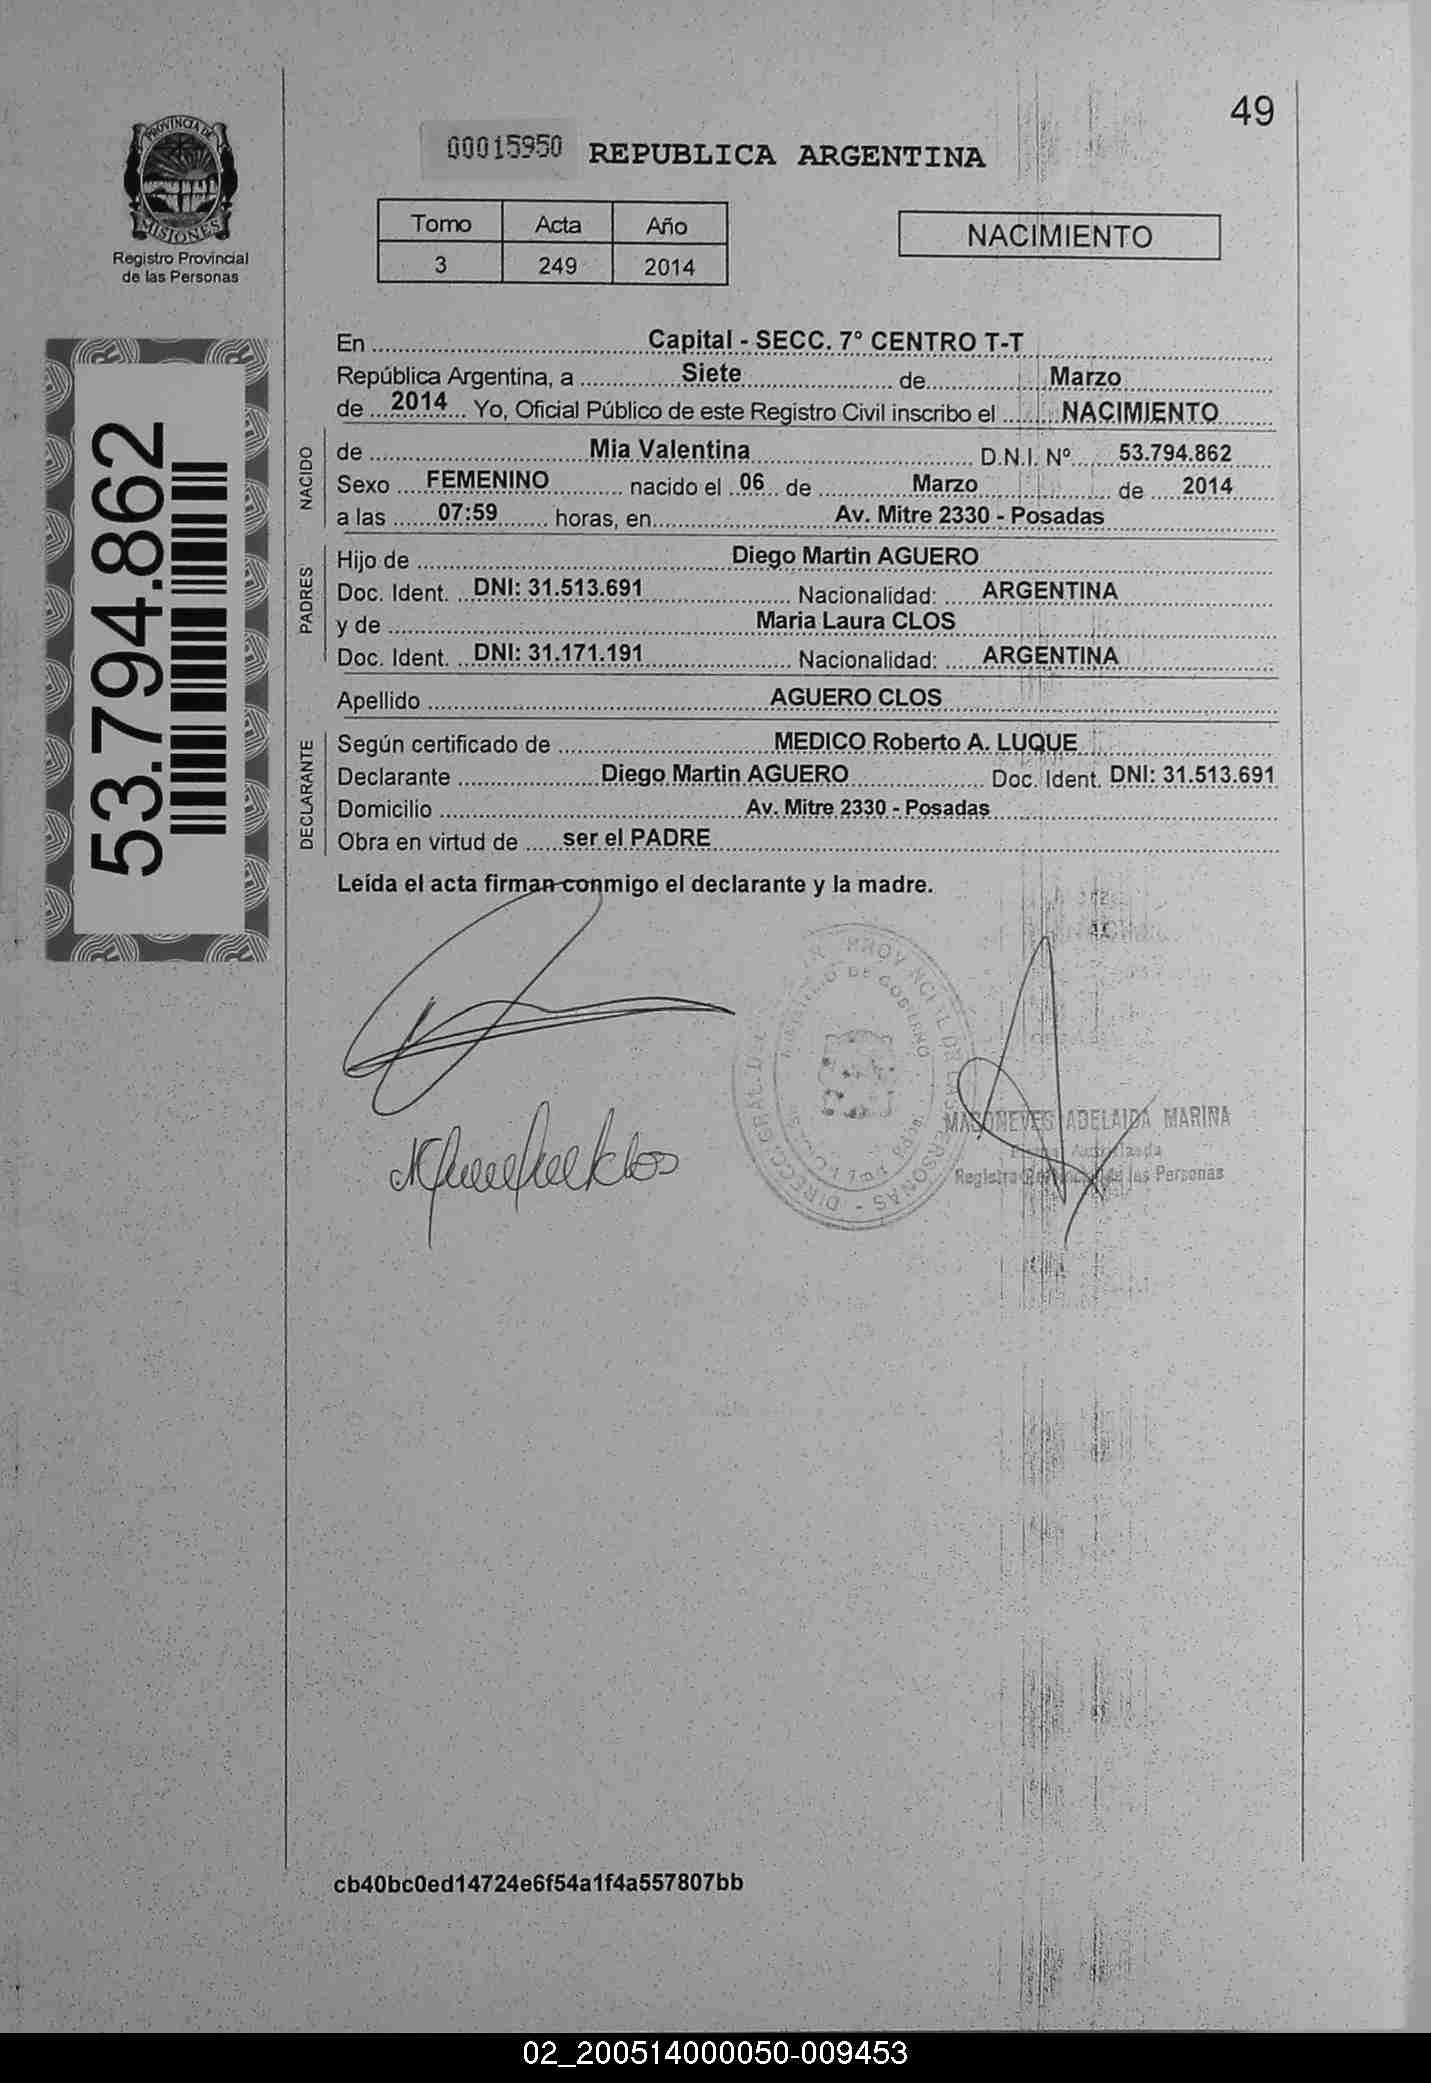 49
00015950 REPUBLICA ARGENTINA
PROVINCIA DE MISIONES
Registro Provincial
de las Personas
Tomo Acta Año
3 249 2014
NACIMIENTO
53.794.862
En Capital - SECC. 7° CENTRO T-T
República Argentina, a Siete de Marzo
de 2014 Yo, Oficial Público de este Registro Civil inscribo el NACIMIENTO
NACIDO
de Mia Valentina D.N.I. Nº 53.794.862
Sexo FEMENINO nacido el 06 de Marzo de 2014
a las 07:59 horas, en Av. Mitre 2330 - Posadas
PADRES
Hijo de Diego Martin AGUERO
Doc. Ident. DNI: 31.513.691 Nacionalidad: ARGENTINA
y de Maria Laura CLOS
Doc. Ident. DNI: 31.171.191 Nacionalidad: ARGENTINA
Apellido AGUERO CLOS
DECLARANTE
Según certificado de MEDICO Roberto A. LUQUE
Declarante Diego Martin AGUERO Doc. Ident. DNI: 31.513.691
Domicilio Av. Mitre 2330 - Posadas
Obra en virtud de ser el PADRE
Leída el acta firman conmigo el declarante y la madre.
ADELAIDA MARINA
Registro de las Personas
cb40bc0ed14724e6f54a1f4a557807bb
02_200514000050-009453